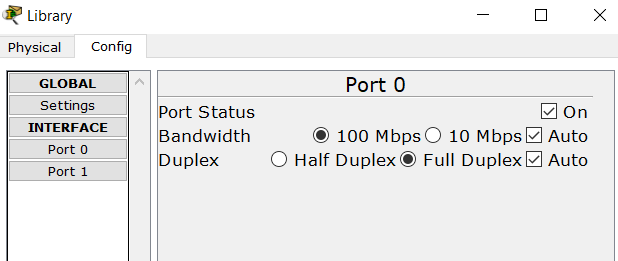 Library
Physical Config
GLOBAL
Settings
INTERFACE
Port 0
Port 1
Port 0
Port Status On
Bandwidth 100 Mbps 10 Mbps Auto
Duplex Half Duplex Full Duplex Auto